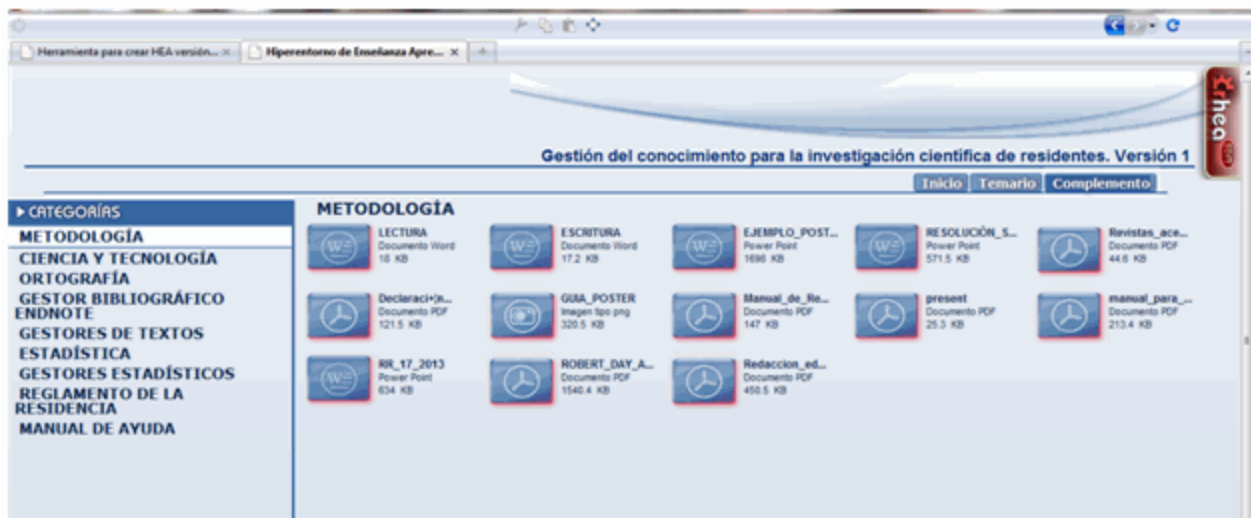 Herramienta para crear HEA versión... ×
Hiperentorno de Enseñanza Apre... ×
Crhea
Gestión del conocimiento para la investigación científica de residentes. Versión 1
Inicio Temario Complemento
CATEGORÍAS
METODOLOGÍA
CIENCIA Y TECNOLOGÍA
ORTOGRAFÍA
GESTOR BIBLIOGRÁFICO
ENDNOTE
GESTORES DE TEXTOS
ESTADÍSTICA
GESTORES ESTADÍSTICOS
REGLAMENTO DE LA
RESIDENCIA
MANUAL DE AYUDA
METODOLOGÍA
LECTURA
Documento Word
18 KB
ESCRITURA
Documento Word
17.2 KB
EJEMPLO_POST...
Power Point
1698 KB
RESOLUCIÓN_S...
Power Point
571.5 KB
Revistas_ace...
Documento PDF
44.6 KB
Declaraci+|n...
Documento PDF
121.5 KB
GUIA_POSTER
Imagen tipo png
320.5 KB
Manual_de_Re...
Documento PDF
147 KB
present
Documento PDF
25.3 KB
manual_para_...
Documento PDF
213.4 KB
RR_17_2013
Power Point
634 KB
ROBERT_DAY_A...
Documento PDF
1540.4 KB
Redaccion_ed...
Documento PDF
450.5 KB